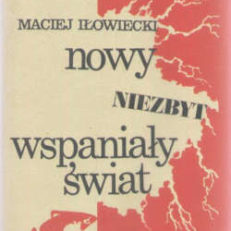 MACIEJ IŁOWIECKI
nowy
NIEZBYT
wspaniały
świat